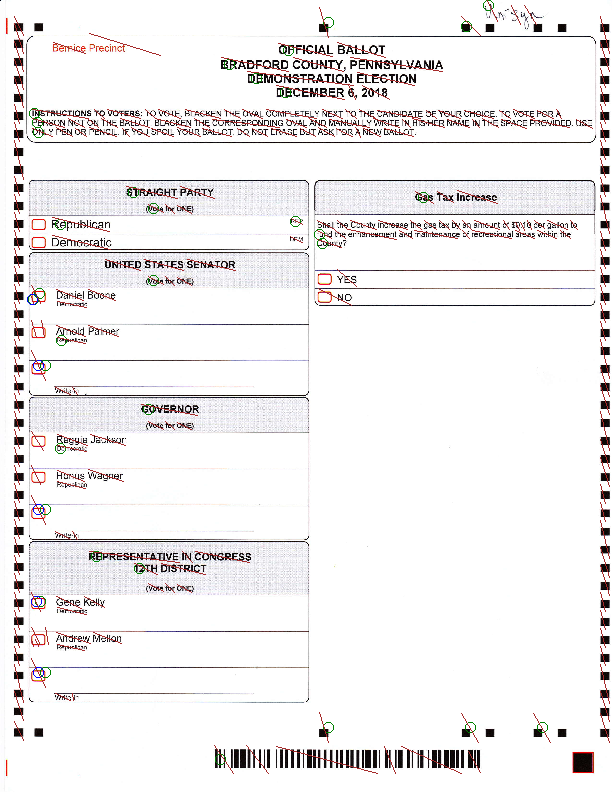 Bernice Precinct
OFFICIAL BALLOT
BRADFORD COUNTY, PENNSYLVANIA
DEMONSTRATION ELECTION
DECEMBER 6, 2018
INSTRUCTIONS TO VOTERS: TO VOTE, BLACKEN THE OVAL COMPLETELY NEXT TO THE CANDIDATE OF YOUR CHOICE. TO VOTE FOR A
PERSON NOT ON THE BALLOT, BLACKEN THE CORRESPONDING OVAL AND MANUALLY WRITE IN HIS/HER NAME IN THE SPACE PROVIDED. USE
ONLY PEN OR PENCIL. IF YOU SPOIL YOUR BALLOT, DO NOT ERASE BUT ASK FOR A NEW BALLOT.
STRAIGHT PARTY
(Vote for ONE)
Republican
Democratic DEM
UNITED STATES SENATOR
(Vote for ONE)
Daniel Boone
Democratic
Arnold Palmer
Republican
Write-in
GOVERNOR
(Vote for ONE)
Reggie Jackson
Democratic
Honus Wagner
Republican
Write-in
REPRESENTATIVE IN CONGRESS
12TH DISTRICT
(Vote for ONE)
Gene Kelly
Democratic
Andrew Mellon
Republican
Write-in
Gas Tax Increase
Shall the County increase the gas tax by an amount of $0.10 per gallon to
fund the enhancement and maintenance of recreational areas within the
County?
YES
NO